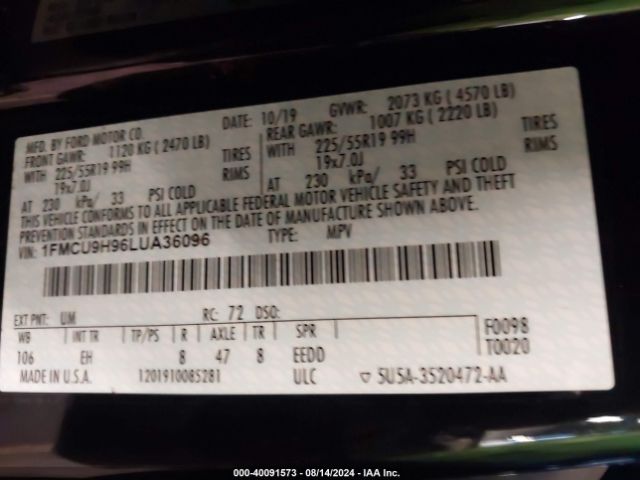 MFD. BY FORD MOTOR CO.
DATE: 10/19 GVWR: 2073 KG ( 4570 LB)
FRONT GAWR: 1120 KG ( 2470 LB)
REAR GAWR: 1007 KG ( 2220 LB)
WITH 225/55R19 99H TIRES
WITH 225/55R19 99H TIRES
19x7.0J RIMS
19x7.0J RIMS
AT 230 kPa/ 33 PSI COLD
AT 230 kPa/ 33 PSI COLD
THIS VEHICLE CONFORMS TO ALL APPLICABLE FEDERAL MOTOR VEHICLE SAFETY AND THEFT
PREVENTION STANDARDS IN EFFECT ON THE DATE OF MANUFACTURE SHOWN ABOVE.
VIN: 1FMCU9H96LUA36096 TYPE: MPV
EXT PNT: UM RC: 72 DSO:
WB INT TR TP/PS R AXLE TR SPR F0098
106 EH 8 47 8 EEDD T0020
MADE IN U.S.A. 1201910085281 ULC ▽ 5U5A-3520472-AA
000-40091573 - 08/14/2024 - IAA Inc.